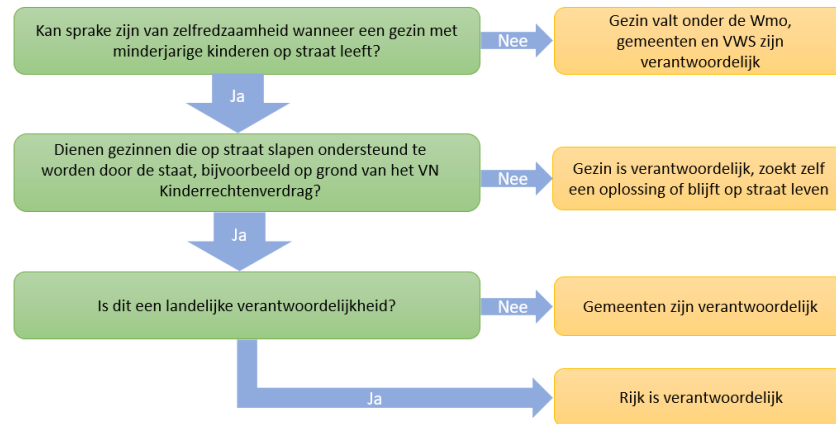 Kan sprake zijn van zelfredzaamheid wanneer een gezin met
minderjarige kinderen op straat leeft?
Nee
Gezin valt onder de Wmo,
gemeenten en VWS zijn
verantwoordelijk
Ja
Dienen gezinnen die op straat slapen ondersteund te
worden door de staat, bijvoorbeeld op grond van het VN
Kinderrechtenverdrag?
Nee
Gezin is verantwoordelijk, zoekt zelf
een oplossing of blijft op straat leven
Ja
Is dit een landelijke verantwoordelijkheid?
Nee
Gemeenten zijn verantwoordelijk
Ja
Rijk is verantwoordelijk